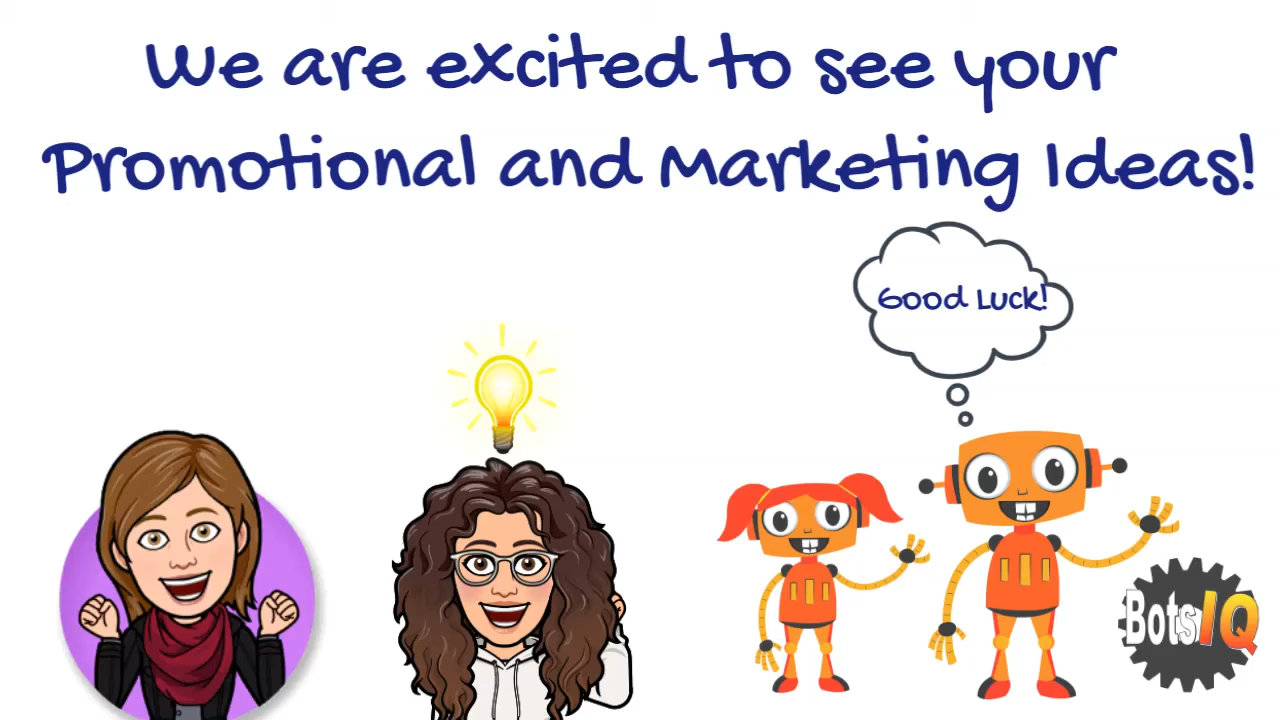 We are excited to see your
Promotional and Marketing Ideas!
Good Luck!
BotsIQ